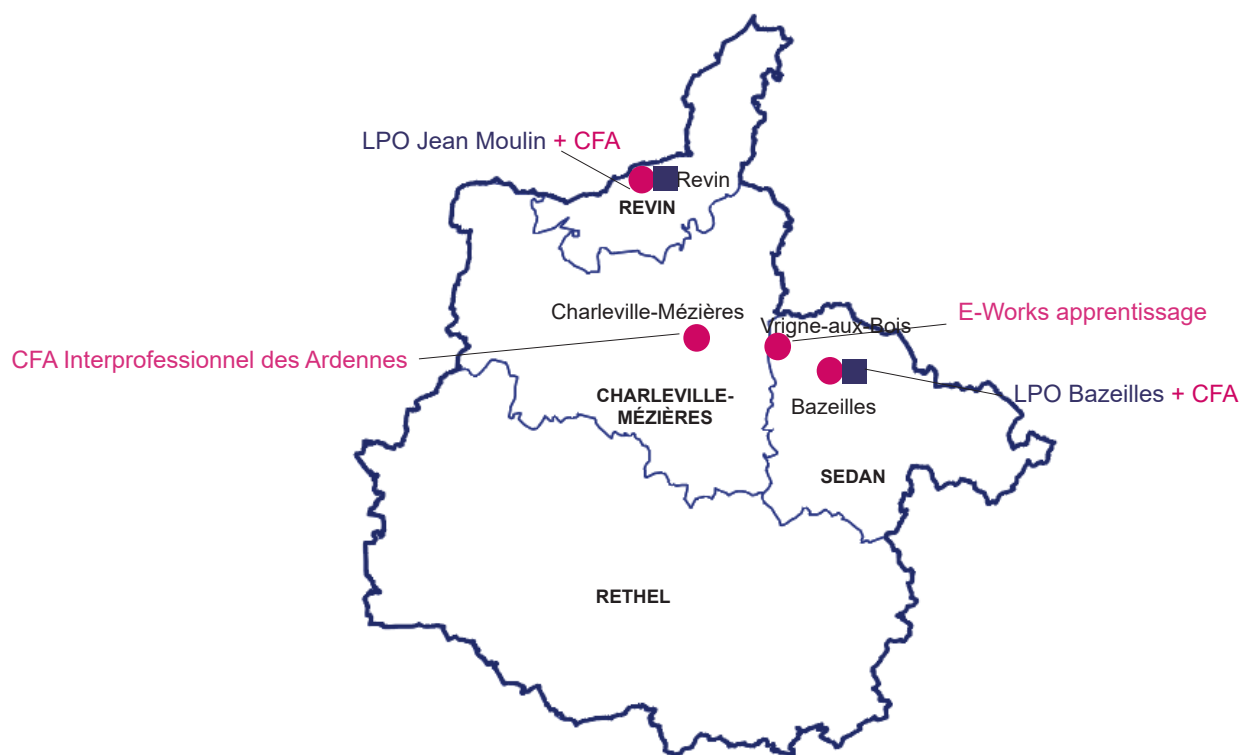 LPO Jean Moulin + CFA
Revin
REVIN
Charleville-Mézières
Vrigne-aux-Bois
E-Works apprentissage
CFA Interprofessionnel des Ardennes
CHARLEVILLE-
MÉZIÈRES
LPO Bazeilles + CFA
Bazeilles
SEDAN
RETHEL